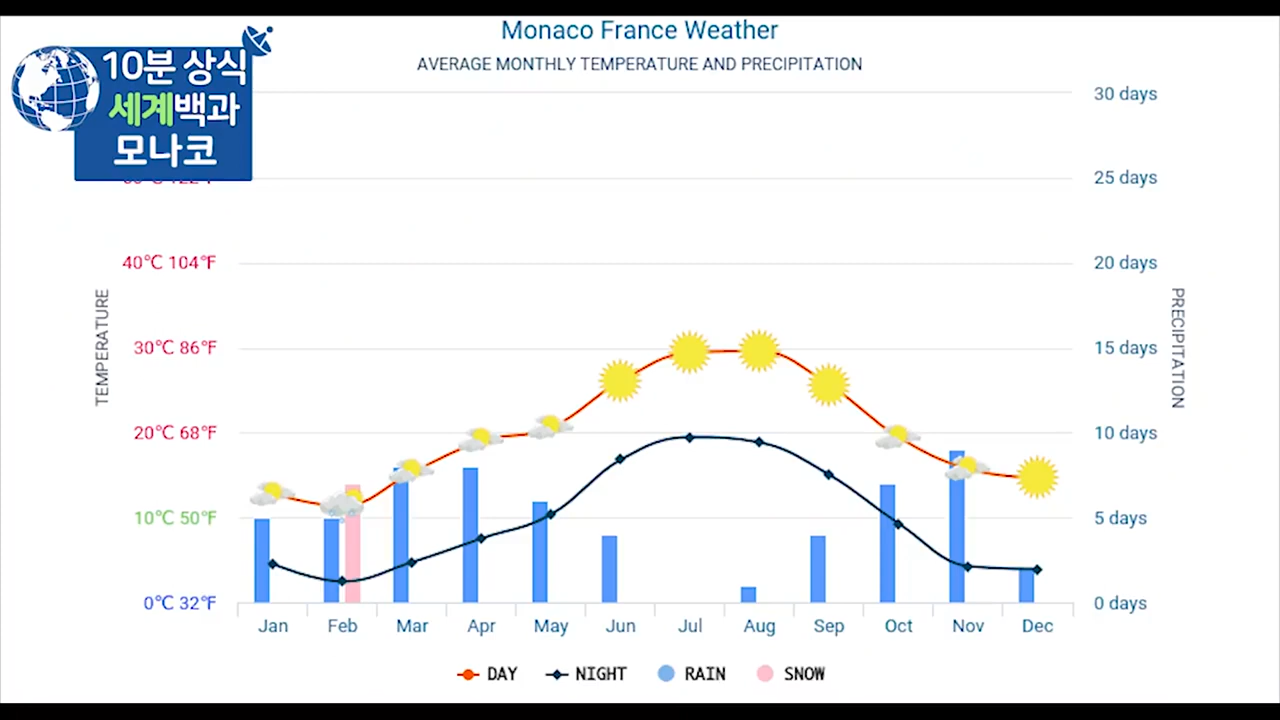 Monaco France Weather
AVERAGE MONTHLY TEMPERATURE AND PRECIPITATION
10분 상식
세계백과
모나코
30 days
25 days
40℃ 104℉
20 days
30℃ 86℉
15 days
20℃ 68℉
10 days
10℃ 50℉
5 days
0℃ 32℉
0 days
TEMPERATURE
PRECIPITATION
Jan Feb Mar Apr May Jun Jul Aug Sep Oct Nov Dec
DAY NIGHT RAIN SNOW